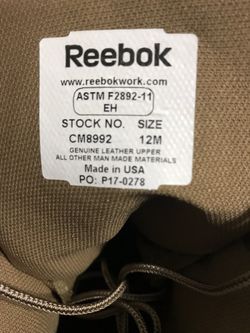 Reebok
www.reebokwork.com
ASTM F2892-11
EH
STOCK NO. SIZE
CM8992 12M
GENUINE LEATHER UPPER
ALL OTHER MAN MADE MATERIALS
Made in USA
PO: P17-0278